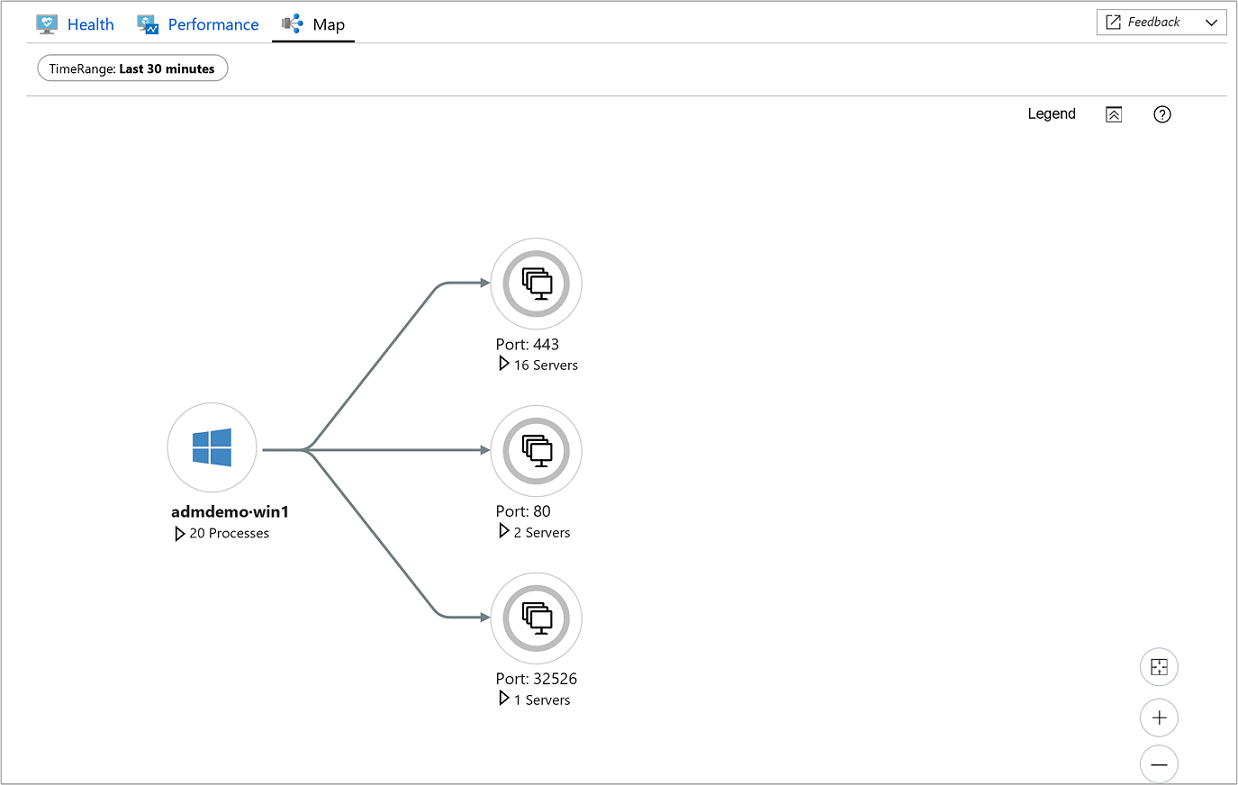 Health Performance Map Feedback
TimeRange: Last 30 minutes
Legend
Port: 443
16 Servers
admdemo-win1
20 Processes
Port: 80
2 Servers
Port: 32526
1 Servers